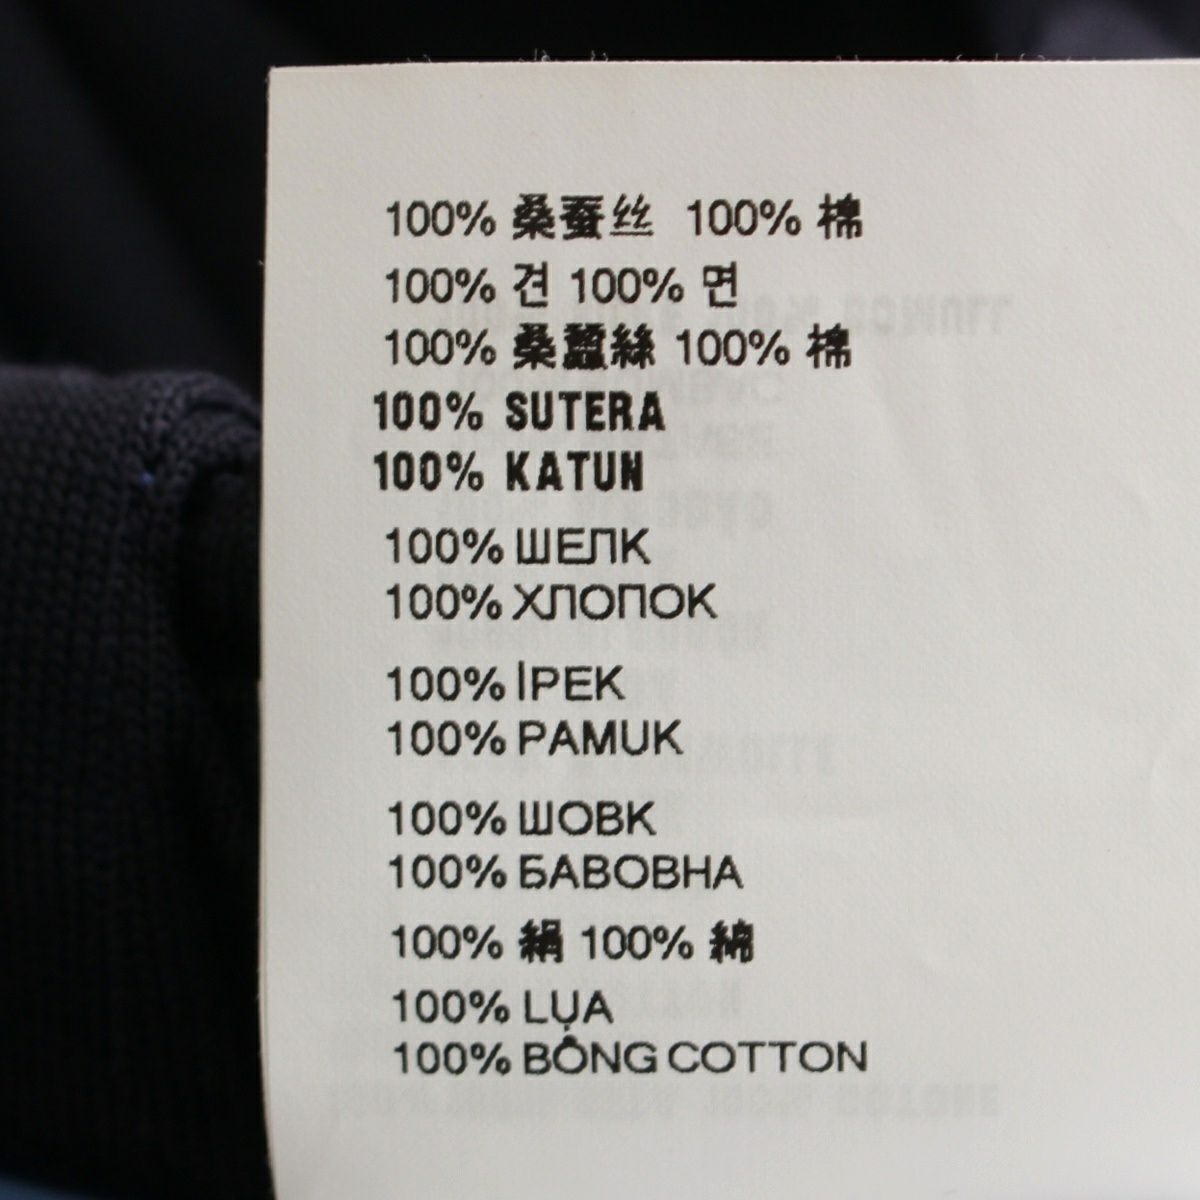 100% 桑蚕丝 100% 棉
100% 견 100% 면
100% 桑蠶絲 100% 棉
100% SUTERA
100% KATUN
100% ШЕЛК
100% ХЛОПОК
100% İPEK
100% PAMUK
100% ШОВК
100% БАВОВНА
100% 絹 100% 綿
100% LỤA
100% BÔNG COTTON